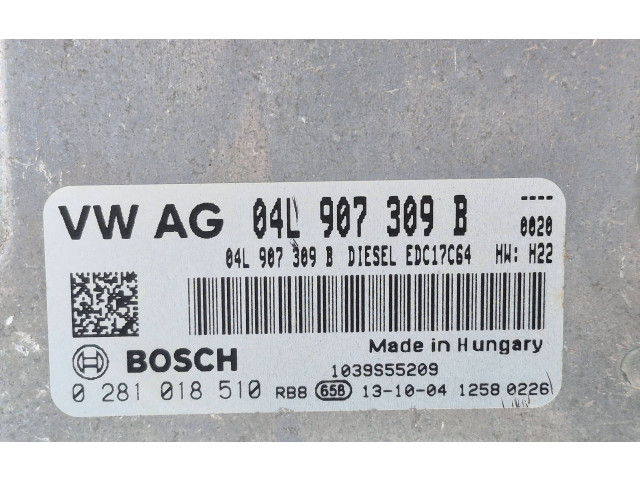 VW AG 04L 907 309 B ----
0020
04L 907 309 B DIESEL EDC17C64 HW: H22
Made in Hungary
BOSCH 1039S55209
0 281 018 510 RB8 656 13-10-04 1258 0226